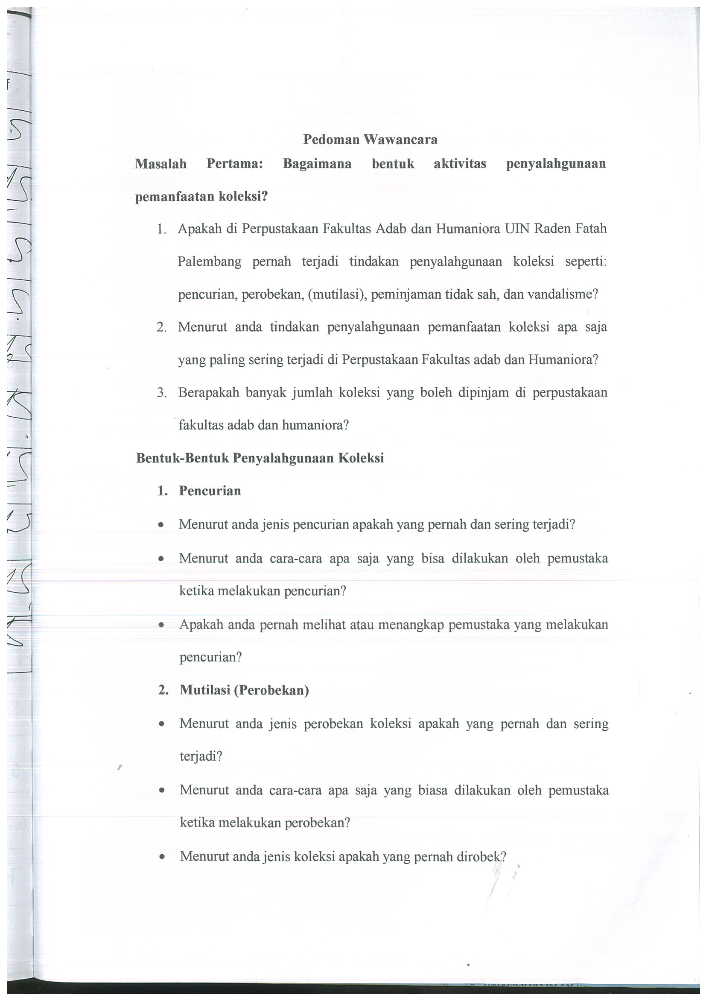 Pedoman Wawancara
Masalah Pertama: Bagaimana bentuk aktivitas penyalahgunaan
pemanfaatan koleksi?
1. Apakah di Perpustakaan Fakultas Adab dan Humaniora UIN Raden Fatah
Palembang pernah terjadi tindakan penyalahgunaan koleksi seperti:
pencurian, perobekan, (mutilasi), peminjaman tidak sah, dan vandalisme?
2. Menurut anda tindakan penyalahgunaan pemanfaatan koleksi apa saja
yang paling sering terjadi di Perpustakaan Fakultas adab dan Humaniora?
3. Berapakah banyak jumlah koleksi yang boleh dipinjam di perpustakaan
fakultas adab dan humaniora?
Bentuk-Bentuk Penyalahgunaan Koleksi
1. Pencurian
• Menurut anda jenis pencurian apakah yang pernah dan sering terjadi?
• Menurut anda cara-cara apa saja yang bisa dilakukan oleh pemustaka
ketika melakukan pencurian?
• Apakah anda pernah melihat atau menangkap pemustaka yang melakukan
pencurian?
2. Mutilasi (Perobekan)
• Menurut anda jenis perobekan koleksi apakah yang pernah dan sering
terjadi?
• Menurut anda cara-cara apa saja yang biasa dilakukan oleh pemustaka
ketika melakukan perobekan?
• Menurut anda jenis koleksi apakah yang pernah dirobek?